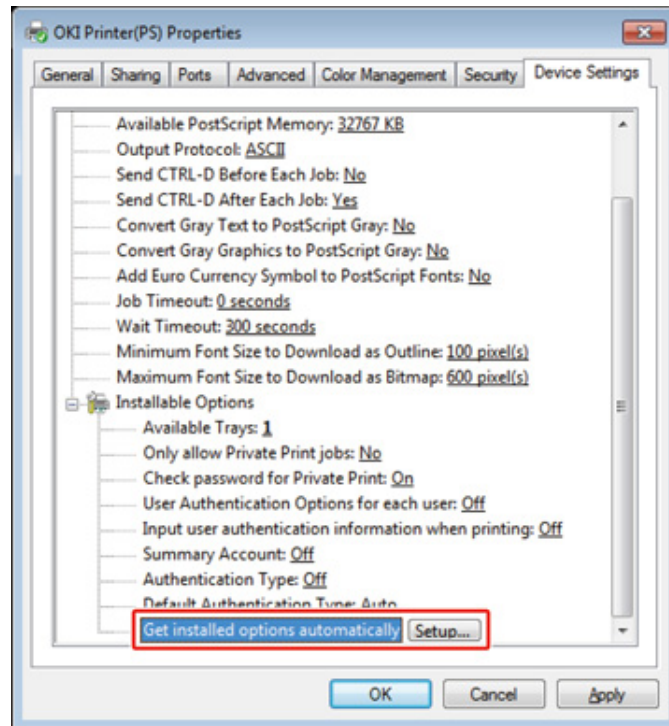 OKI Printer(PS) Properties
General Sharing Ports Advanced Color Management Security Device Settings
Available PostScript Memory: 32767 KB
Output Protocol: ASCII
Send CTRL-D Before Each Job: No
Send CTRL-D After Each Job: Yes
Convert Gray Text to PostScript Gray: No
Convert Gray Graphics to PostScript Gray: No
Add Euro Currency Symbol to PostScript Fonts: No
Job Timeout: 0 seconds
Wait Timeout: 300 seconds
Minimum Font Size to Download as Outline: 100 pixel(s)
Maximum Font Size to Download as Bitmap: 600 pixel(s)
Installable Options
Available Trays: 1
Only allow Private Print jobs: No
Check password for Private Print: On
User Authentication Options for each user: Off
Input user authentication information when printing: Off
Summary Account: Off
Authentication Type: Off
Default Authentication Type: Auto
Get installed options automatically Setup...
OK Cancel Apply